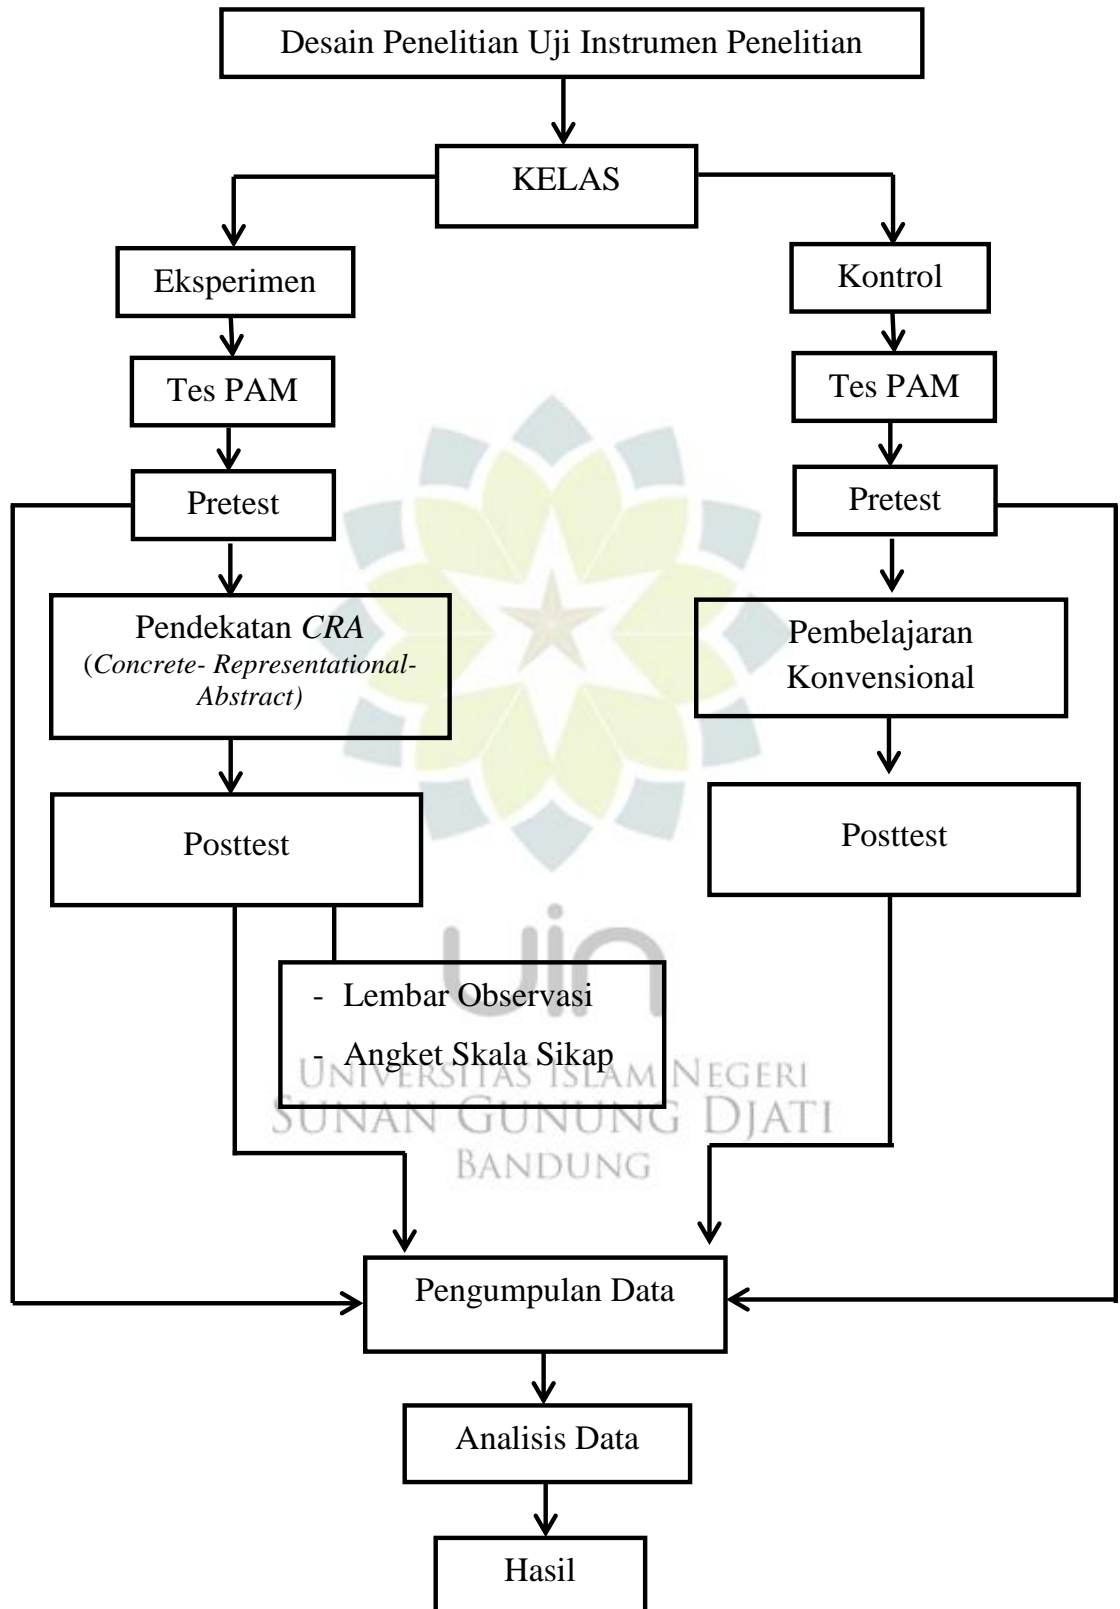 Desain Penelitian Uji Instrumen Penelitian
KELAS
Eksperimen
Kontrol
Tes PAM
Tes PAM
Pretest
Pretest
Pendekatan CRA
(Concrete- Representational-
Abstract)
Pembelajaran
Konvensional
Posttest
Posttest
uin
- Lembar Observasi
- Angket Skala Sikap
UNIVERSITAS ISLAM NEGERI
SUNAN GUNUNG DJATI
BANDUNG
Pengumpulan Data
Analisis Data
Hasil